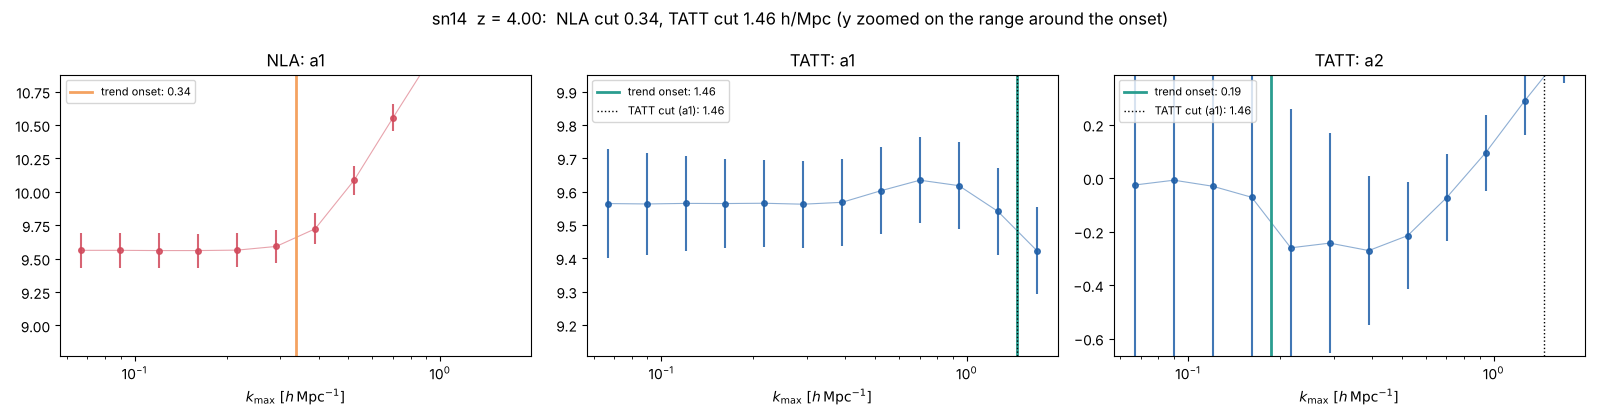 sn14  z = 4.00:  NLA cut 0.34, TATT cut 1.46 h/Mpc (y zoomed on the range around the onset)
NLA: a1
trend onset: 0.34
10.75
10.50
10.25
10.00
9.75
9.50
9.25
9.00
10⁻¹
10⁰
k_max [h Mpc⁻¹]
TATT: a1
trend onset: 1.46
TATT cut (a1): 1.46
9.9
9.8
9.7
9.6
9.5
9.4
9.3
9.2
10⁻¹
10⁰
k_max [h Mpc⁻¹]
TATT: a2
trend onset: 0.19
TATT cut (a1): 1.46
0.2
0.0
−0.2
−0.4
−0.6
10⁻¹
10⁰
k_max [h Mpc⁻¹]